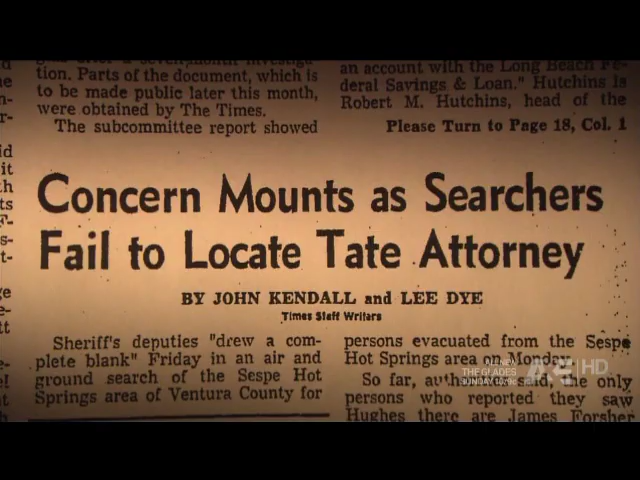 tion. Parts of the document, which is
to be made public later this month,
were obtained by The Times.
The subcommittee report showed
an account with the Long Beach Fe-
deral Savings & Loan." Hutchins is
Robert M. Hutchins, head of the
Please Turn to Page 18, Col. 1
Concern Mounts as Searchers
Fail to Locate Tate Attorney
BY JOHN KENDALL and LEE DYE
Times Staff Writers
Sheriff's deputies "drew a com-
plete blank" Friday in an air and
ground search of the Sespe Hot
Springs area of Ventura County for
persons evacuated from the Sespe
Hot Springs area on Monday.
So far, said, the only
persons who reported they saw
Hughes there are James Forsher
THE GLADES
SUNDAY 10/9c
A&E HD